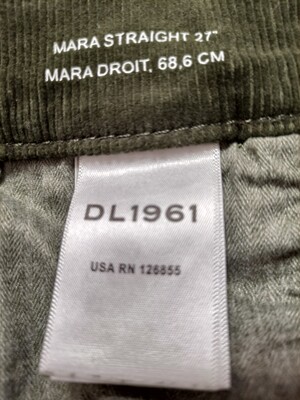 MARA STRAIGHT 27"
MARA DROIT, 68,6 CM
DL1961
USA RN 126855